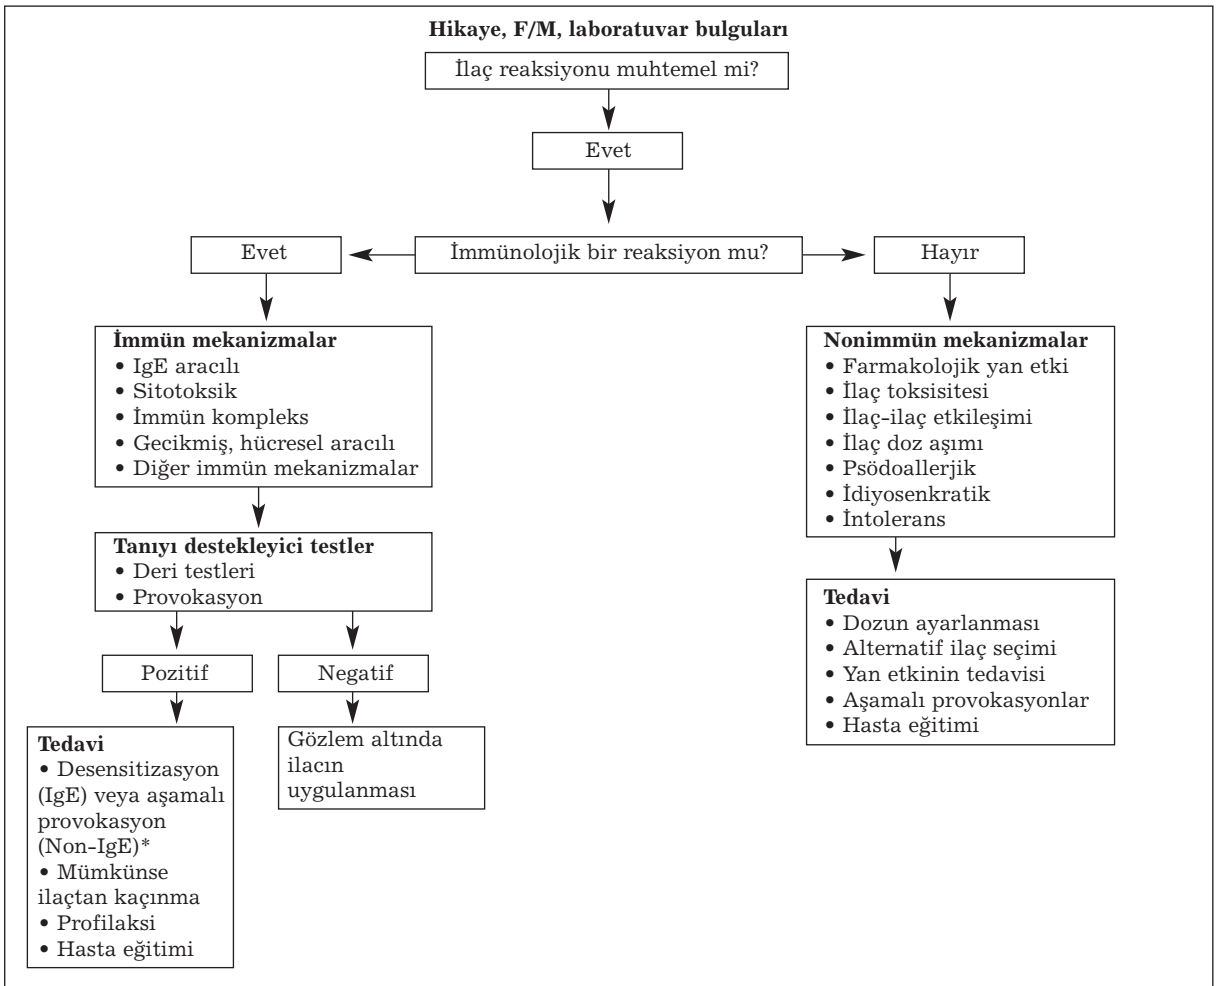 Hikaye, F/M, laboratuvar bulguları
İlaç reaksiyonu muhtemel mi?
Evet
Evet
İmmünolojik bir reaksiyon mu?
Hayır
İmmün mekanizmalar
• IgE aracılı
• Sitotoksik
• İmmün kompleks
• Gecikmiş, hücresel aracılı
• Diğer immün mekanizmalar
Nonimmün mekanizmalar
• Farmakolojik yan etki
• İlaç toksisitesi
• İlaç-ilaç etkileşimi
• İlaç doz aşımı
• Psödoallerjik
• İdiyosenkratik
• İntolerans
Tanıyı destekleyici testler
• Deri testleri
• Provokasyon
Tedavi
• Dozun ayarlanması
• Alternatif ilaç seçimi
• Yan etkinin tedavisi
• Aşamalı provokasyonlar
• Hasta eğitimi
Pozitif
Negatif
Tedavi
• Desensitizasyon
(IgE) veya aşamalı
provokasyon
(Non-IgE)*
• Mümkünse
ilaçtan kaçınma
• Profilaksi
• Hasta eğitimi
Gözlem altında
ilacın
uygulanması